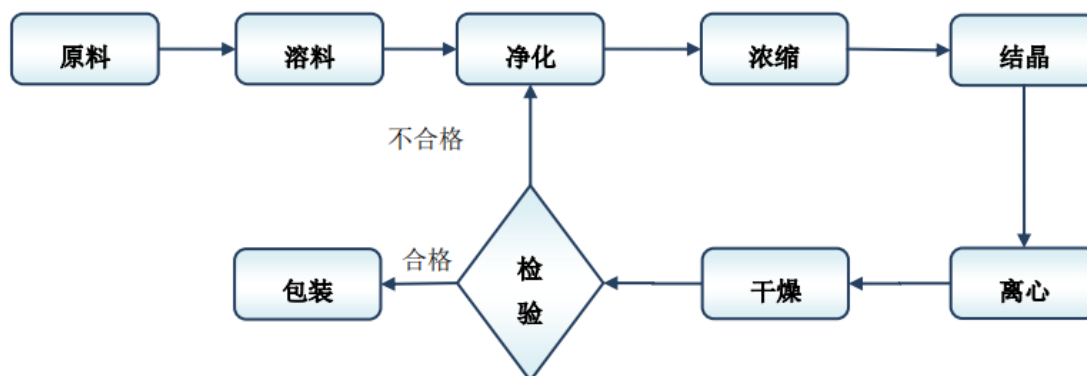 原料
溶料
净化
浓缩
结晶
不合格
合格
包装
检
验
干燥
离心